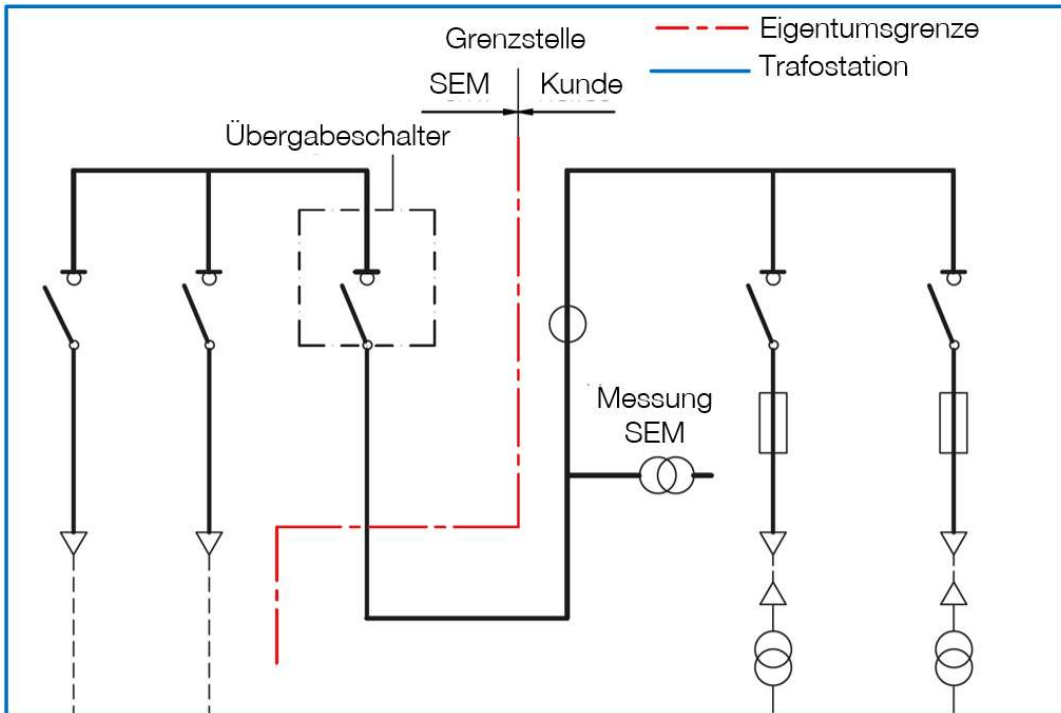 Grenzstelle
SEM Kunde
Eigentumsgrenze
Trafostation
Übergabeschalter
Messung
SEM